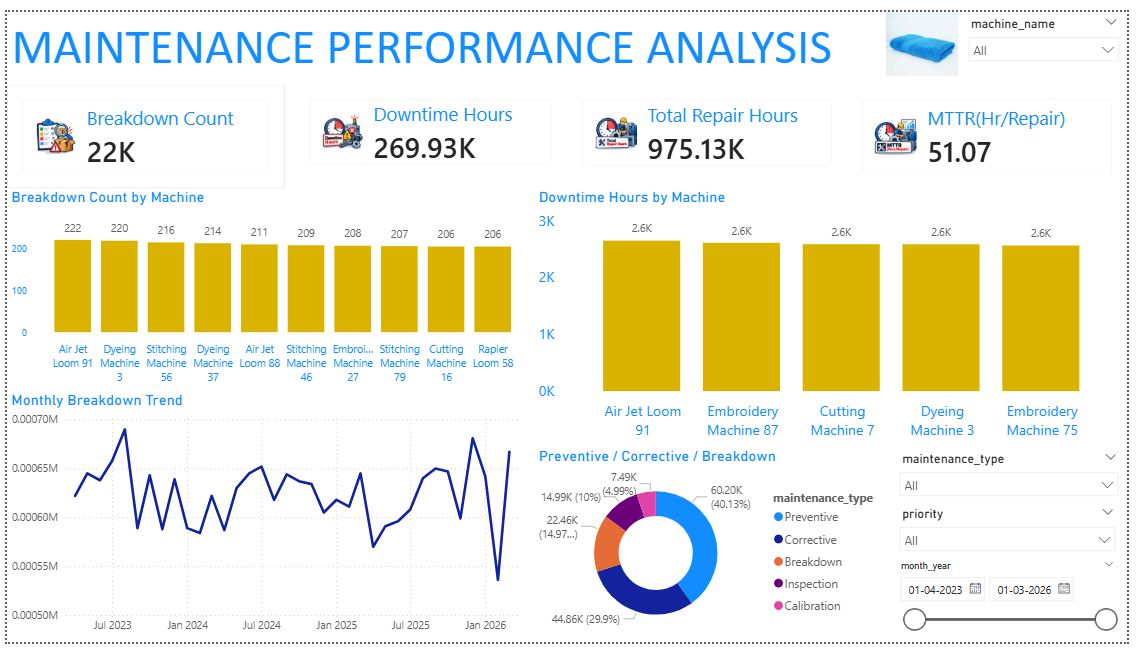 MAINTENANCE PERFORMANCE ANALYSIS
machine_name
All
Breakdown Count
22K
Downtime Hours
269.93K
Total Repair Hours
975.13K
MTTR(Hr/Repair)
51.07
Breakdown Count by Machine
200
100
0
222
220
216
214
211
209
208
207
206
206
Air Jet Loom 91
Dyeing Machine 3
Stitching Machine 56
Dyeing Machine 37
Air Jet Loom 88
Stitching Machine 46
Embroi... Machine 27
Stitching Machine 79
Cutting Machine 16
Rapier Loom 58
Downtime Hours by Machine
3K
2K
1K
0K
2.6K
2.6K
2.6K
2.6K
2.6K
Air Jet Loom 91
Embroidery Machine 87
Cutting Machine 7
Dyeing Machine 3
Embroidery Machine 75
Monthly Breakdown Trend
0.00070M
0.00065M
0.00060M
0.00055M
0.00050M
Jul 2023
Jan 2024
Jul 2024
Jan 2025
Jul 2025
Jan 2026
Preventive / Corrective / Breakdown
7.49K (4.99%)
14.99K (10%)
22.46K (14.97...)
44.86K (29.9%)
60.20K (40.13%)
maintenance_type
Preventive
Corrective
Breakdown
Inspection
Calibration
maintenance_type
All
priority
All
month_year
01-04-2023
01-03-2026